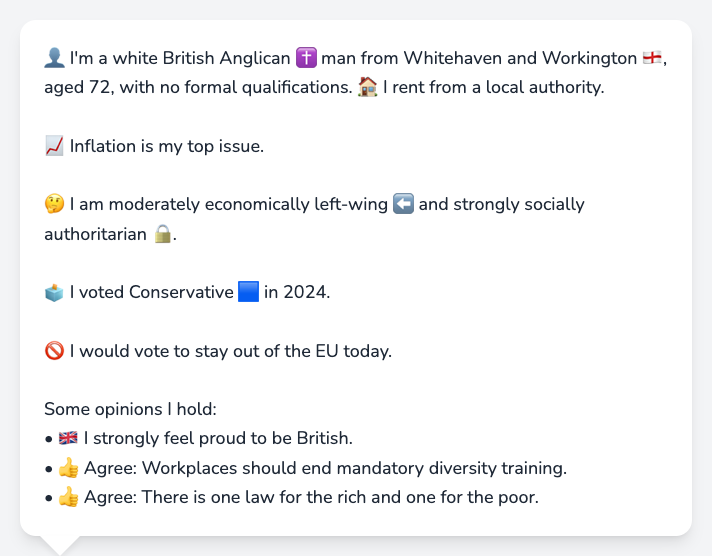 👤 I'm a white British Anglican ✝️ man from Whitehaven and Workington 🏴󠁧󠁢󠁥󠁮󠁧󠁿,
aged 72, with no formal qualifications. 🏠 I rent from a local authority.
📈 Inflation is my top issue.
🤔 I am moderately economically left-wing ⬅️ and strongly socially
authoritarian 🔒.
🗳️ I voted Conservative 🟦 in 2024.
🚫 I would vote to stay out of the EU today.
Some opinions I hold:
• 🇬🇧 I strongly feel proud to be British.
• 👍 Agree: Workplaces should end mandatory diversity training.
• 👍 Agree: There is one law for the rich and one for the poor.